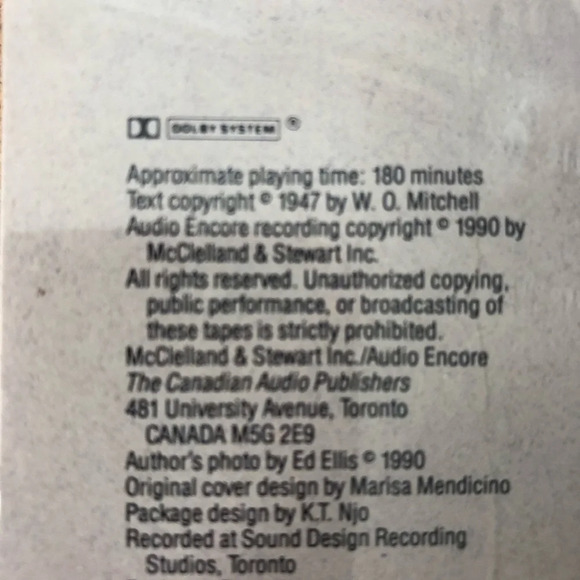 DOLBY SYSTEM ®
Approximate playing time: 180 minutes
Text copyright © 1947 by W. O. Mitchell
Audio Encore recording copyright © 1990 by
McClelland & Stewart Inc.
All rights reserved. Unauthorized copying,
public performance, or broadcasting of
these tapes is strictly prohibited.
McClelland & Stewart Inc./Audio Encore
The Canadian Audio Publishers
481 University Avenue, Toronto
CANADA M5G 2E9
Author's photo by Ed Ellis © 1990
Original cover design by Marisa Mendicino
Package design by K.T. Njo
Recorded at Sound Design Recording
Studios, Toronto